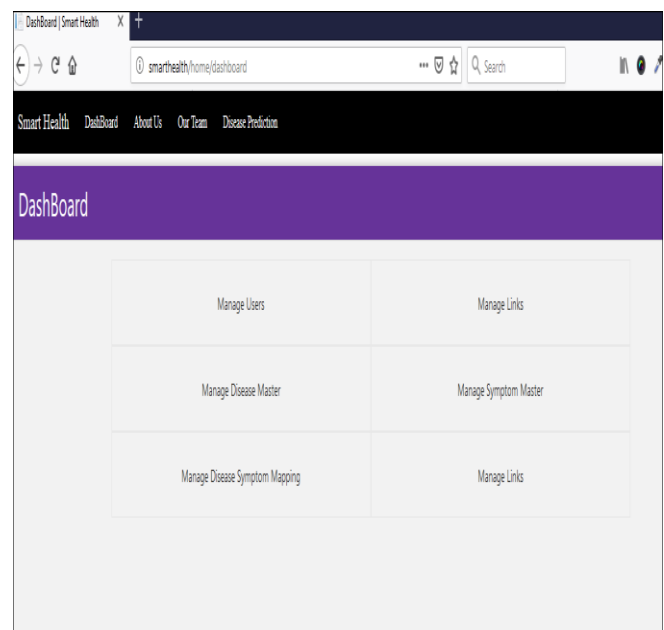 DashBoard | Smart Health X +
smarthealth/home/dashboard ... Search
Smart Health DashBoard About Us Our Team Disease Prediction
DashBoard
Manage Users Manage Links
Manage Disease Master Manage Symptom Master
Manage Disease Symptom Mapping Manage Links